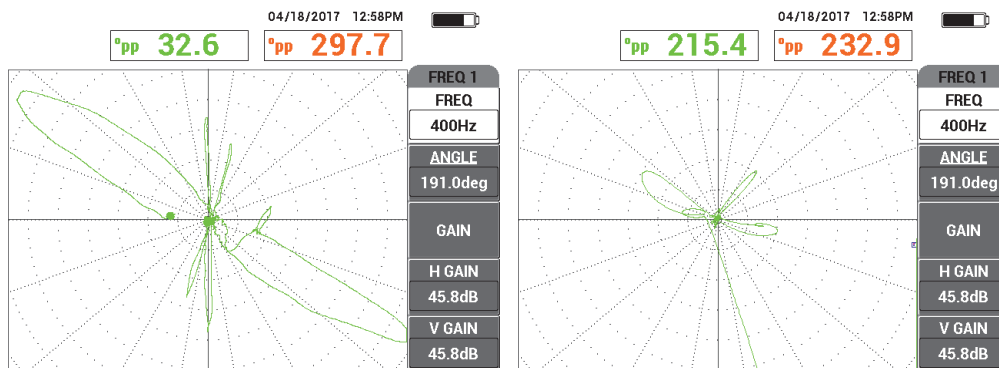 04/18/2017 12:58PM
°pp 32.6 °pp 297.7
FREQ 1
FREQ
400Hz
ANGLE
191.0deg
GAIN
H GAIN
45.8dB
V GAIN
45.8dB
04/18/2017 12:58PM
°pp 215.4 °pp 232.9
FREQ 1
FREQ
400Hz
ANGLE
191.0deg
GAIN
H GAIN
45.8dB
V GAIN
45.8dB